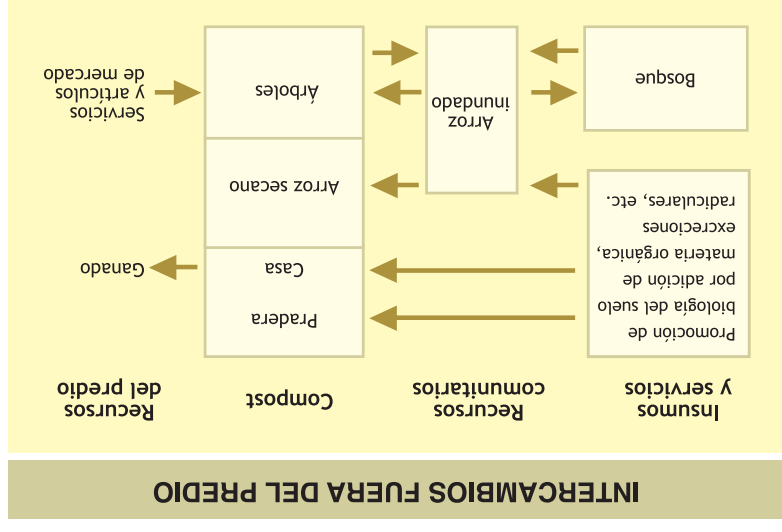 INTERCAMBIOS FUERA DEL PREDIO
Insumos
y servicios
Recursos
comunitarios
Compost
Recursos
del predio
Promoción de
biología del suelo
por adición de
materia orgánica,
excreciones
radiculares, etc.
Pradera
Casa
Ganado
Arroz secano
Arroz
inundado
Bosque
Árboles
Servicios
y artículos
de mercado